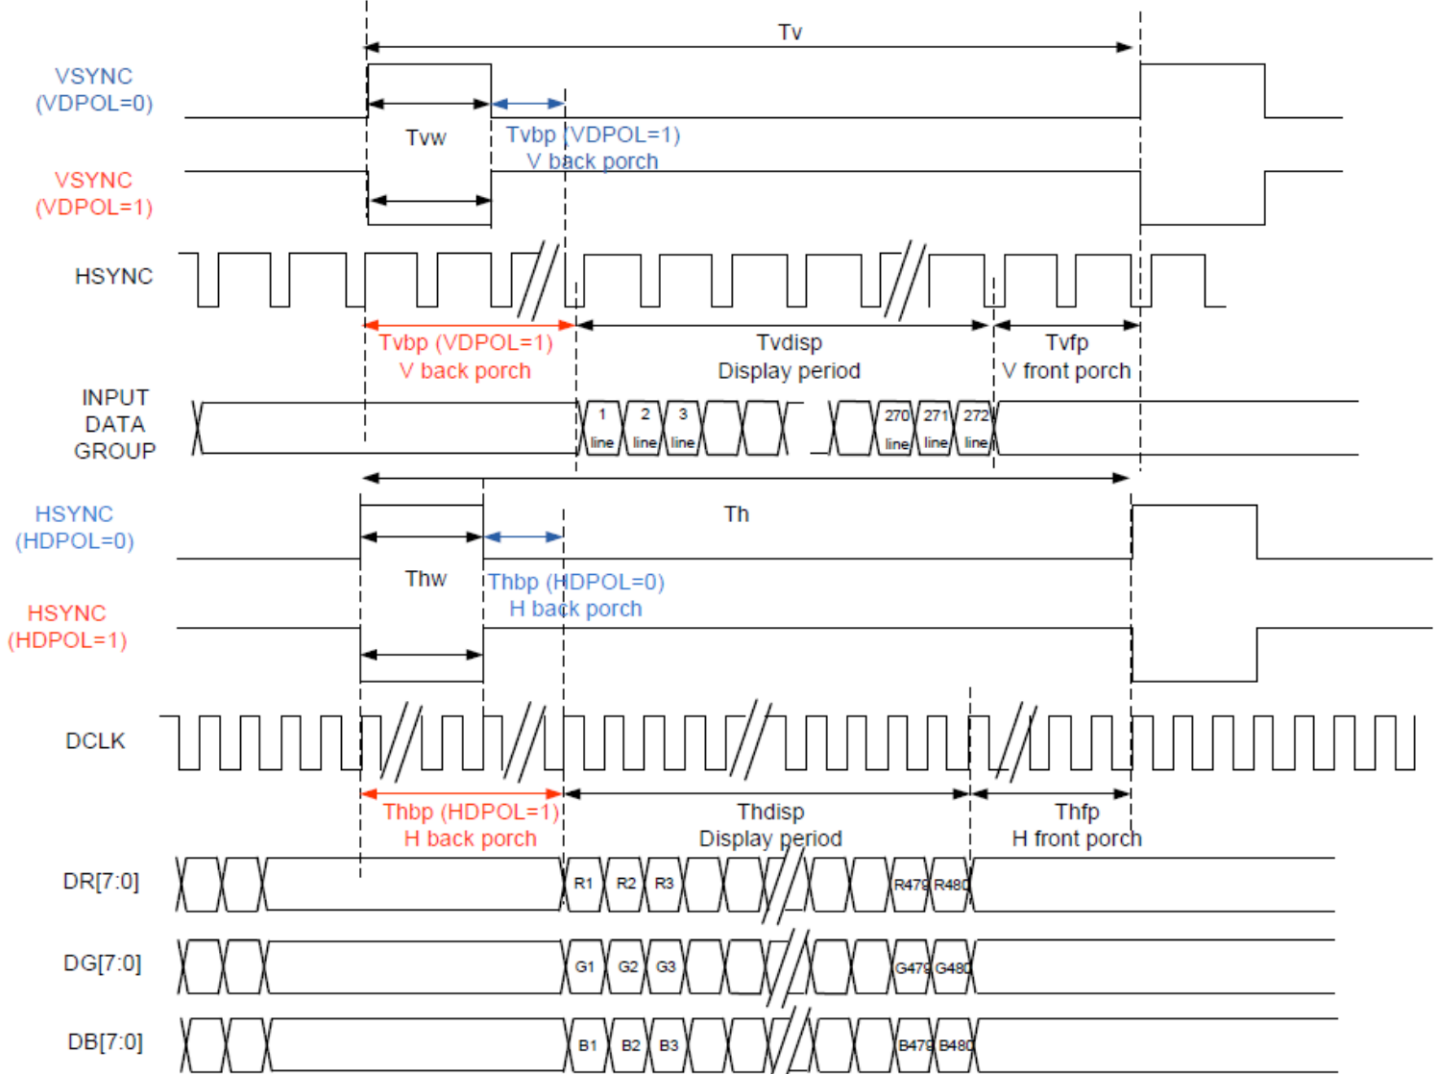 Tv
VSYNC
(VDPOL=0)
Tvw
Tvbp (VDPOL=1)
V back porch
VSYNC
(VDPOL=1)
HSYNC
Tvbp (VDPOL=1)
V back porch
Tvdisp
Display period
Tvfp
V front porch
INPUT
DATA
GROUP
1
line
2
line
3
line
270
line
271
line
272
line
HSYNC
(HDPOL=0)
Th
Thw
Thbp (HDPOL=0)
H back porch
HSYNC
(HDPOL=1)
DCLK
Thbp (HDPOL=1)
H back porch
Thdisp
Display period
Thfp
H front porch
DR[7:0]
R1 R2 R3 R479 R480
DG[7:0]
G1 G2 G3 G479 G480
DB[7:0]
B1 B2 B3 B479 B480